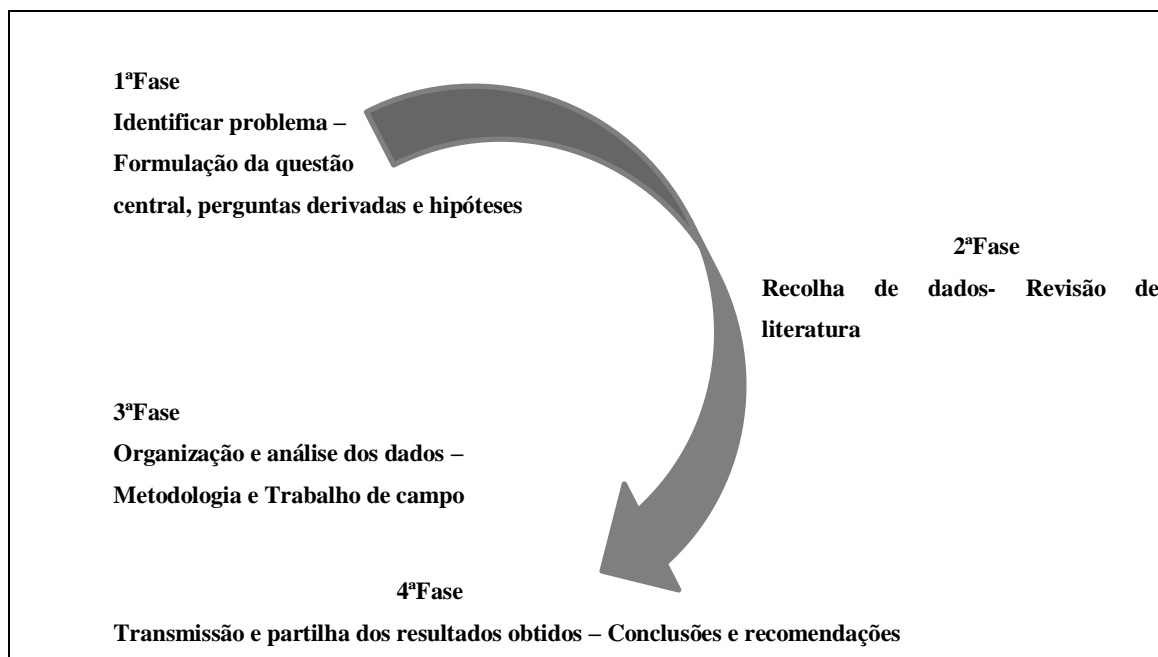 1ªFase
Identificar problema –
Formulação da questão
central, perguntas derivadas e hipóteses
2ªFase
Recolha de dados- Revisão de
literatura
3ªFase
Organização e análise dos dados –
Metodologia e Trabalho de campo
4ªFase
Transmissão e partilha dos resultados obtidos – Conclusões e recomendações